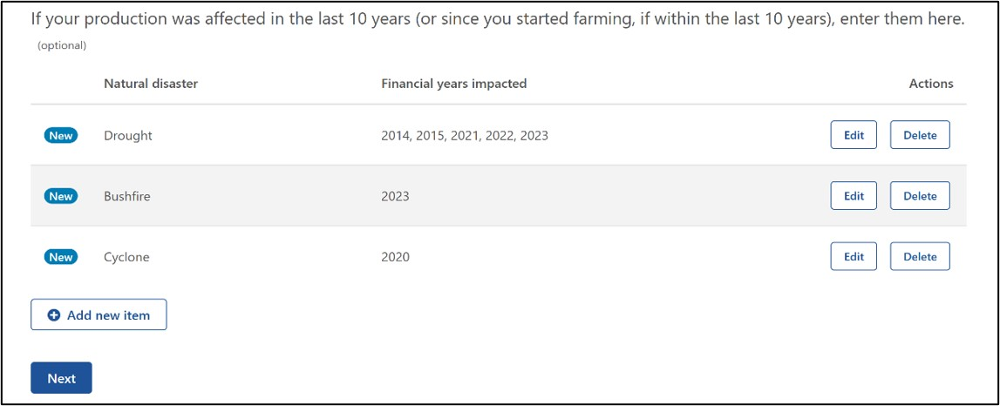 If your production was affected in the last 10 years (or since you started farming, if within the last 10 years), enter them here.
(optional)
Natural disaster Financial years impacted Actions
New Drought 2014, 2015, 2021, 2022, 2023 Edit Delete
New Bushfire 2023 Edit Delete
New Cyclone 2020 Edit Delete
Add new item
Next